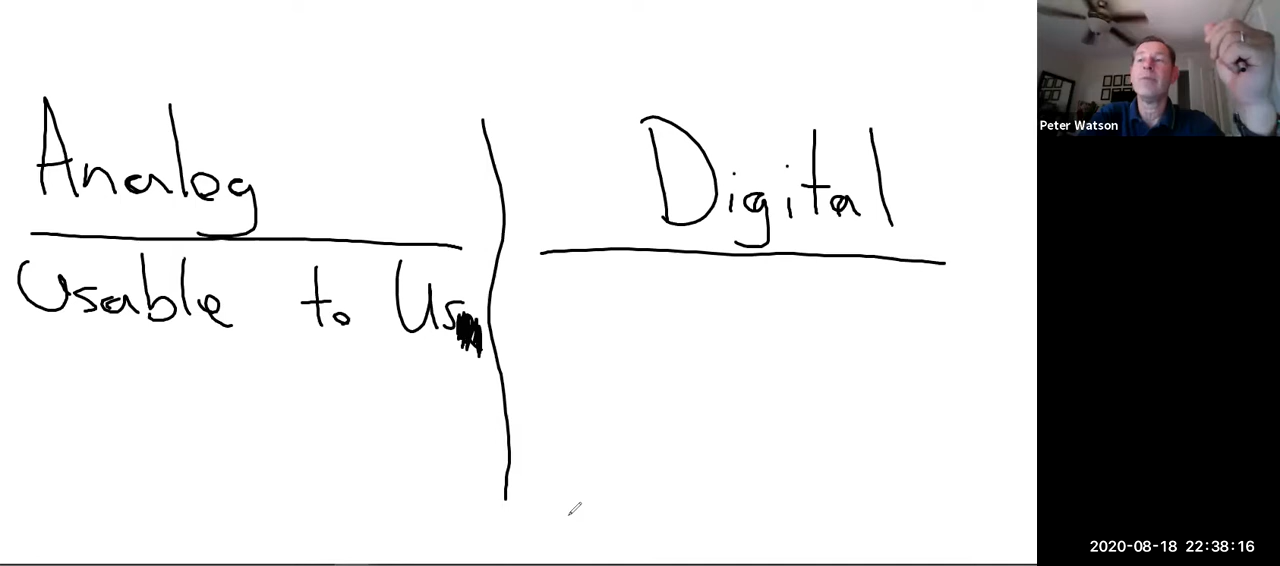 Analog
Usable to Us
Digital
Peter Watson
2020-08-18 22:38:16